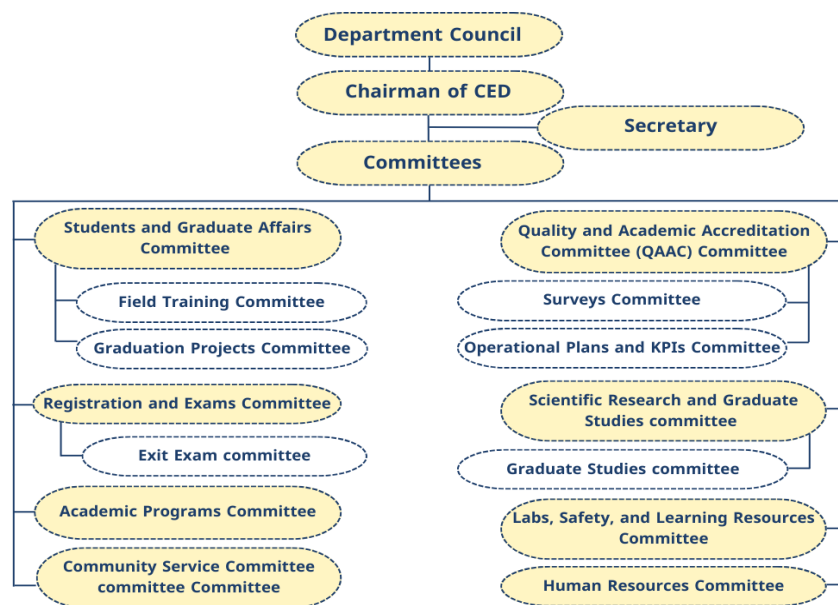 Department Council
Chairman of CED
Secretary
Committees
Students and Graduate Affairs
Committee
Field Training Committee
Graduation Projects Committee
Registration and Exams Committee
Exit Exam committee
Academic Programs Committee
Community Service Committee
committee Committee
Quality and Academic Accreditation
Committee (QAAC) Committee
Surveys Committee
Operational Plans and KPIs Committee
Scientific Research and Graduate
Studies committee
Graduate Studies committee
Labs, Safety, and Learning Resources
Committee
Human Resources Committee